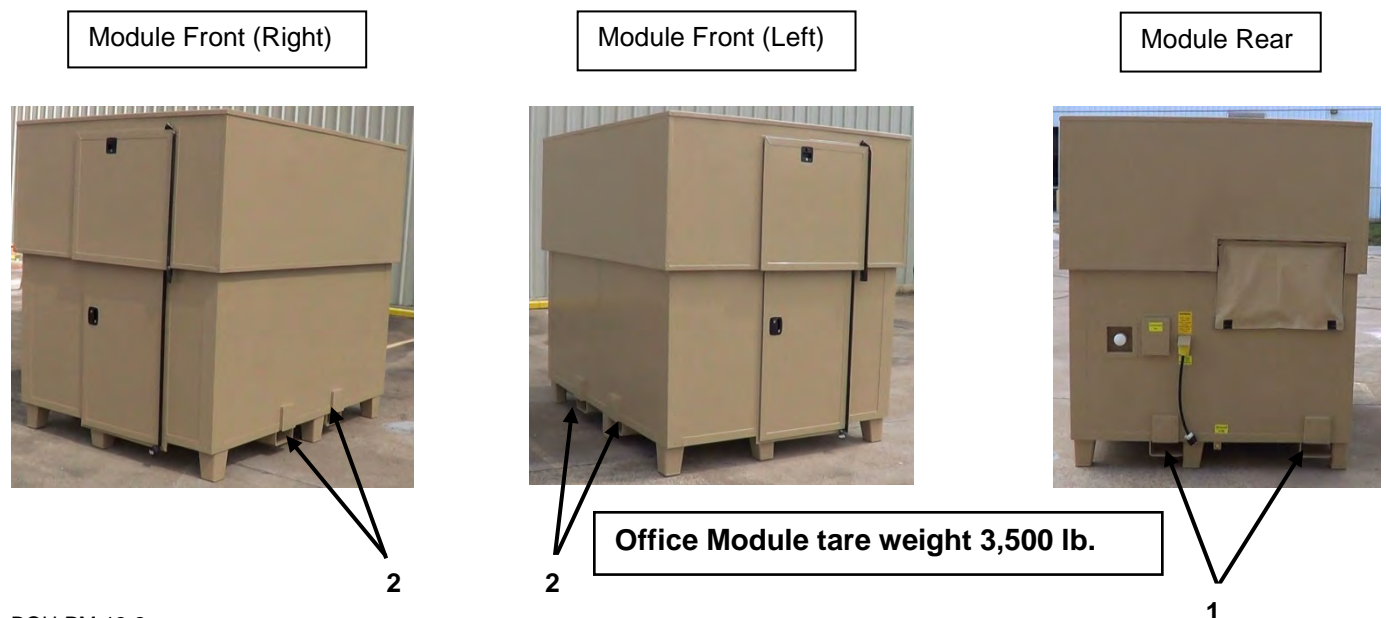 Module Front (Right)
Module Front (Left)
Module Rear
Office Module tare weight 3,500 lb.
2
2
1